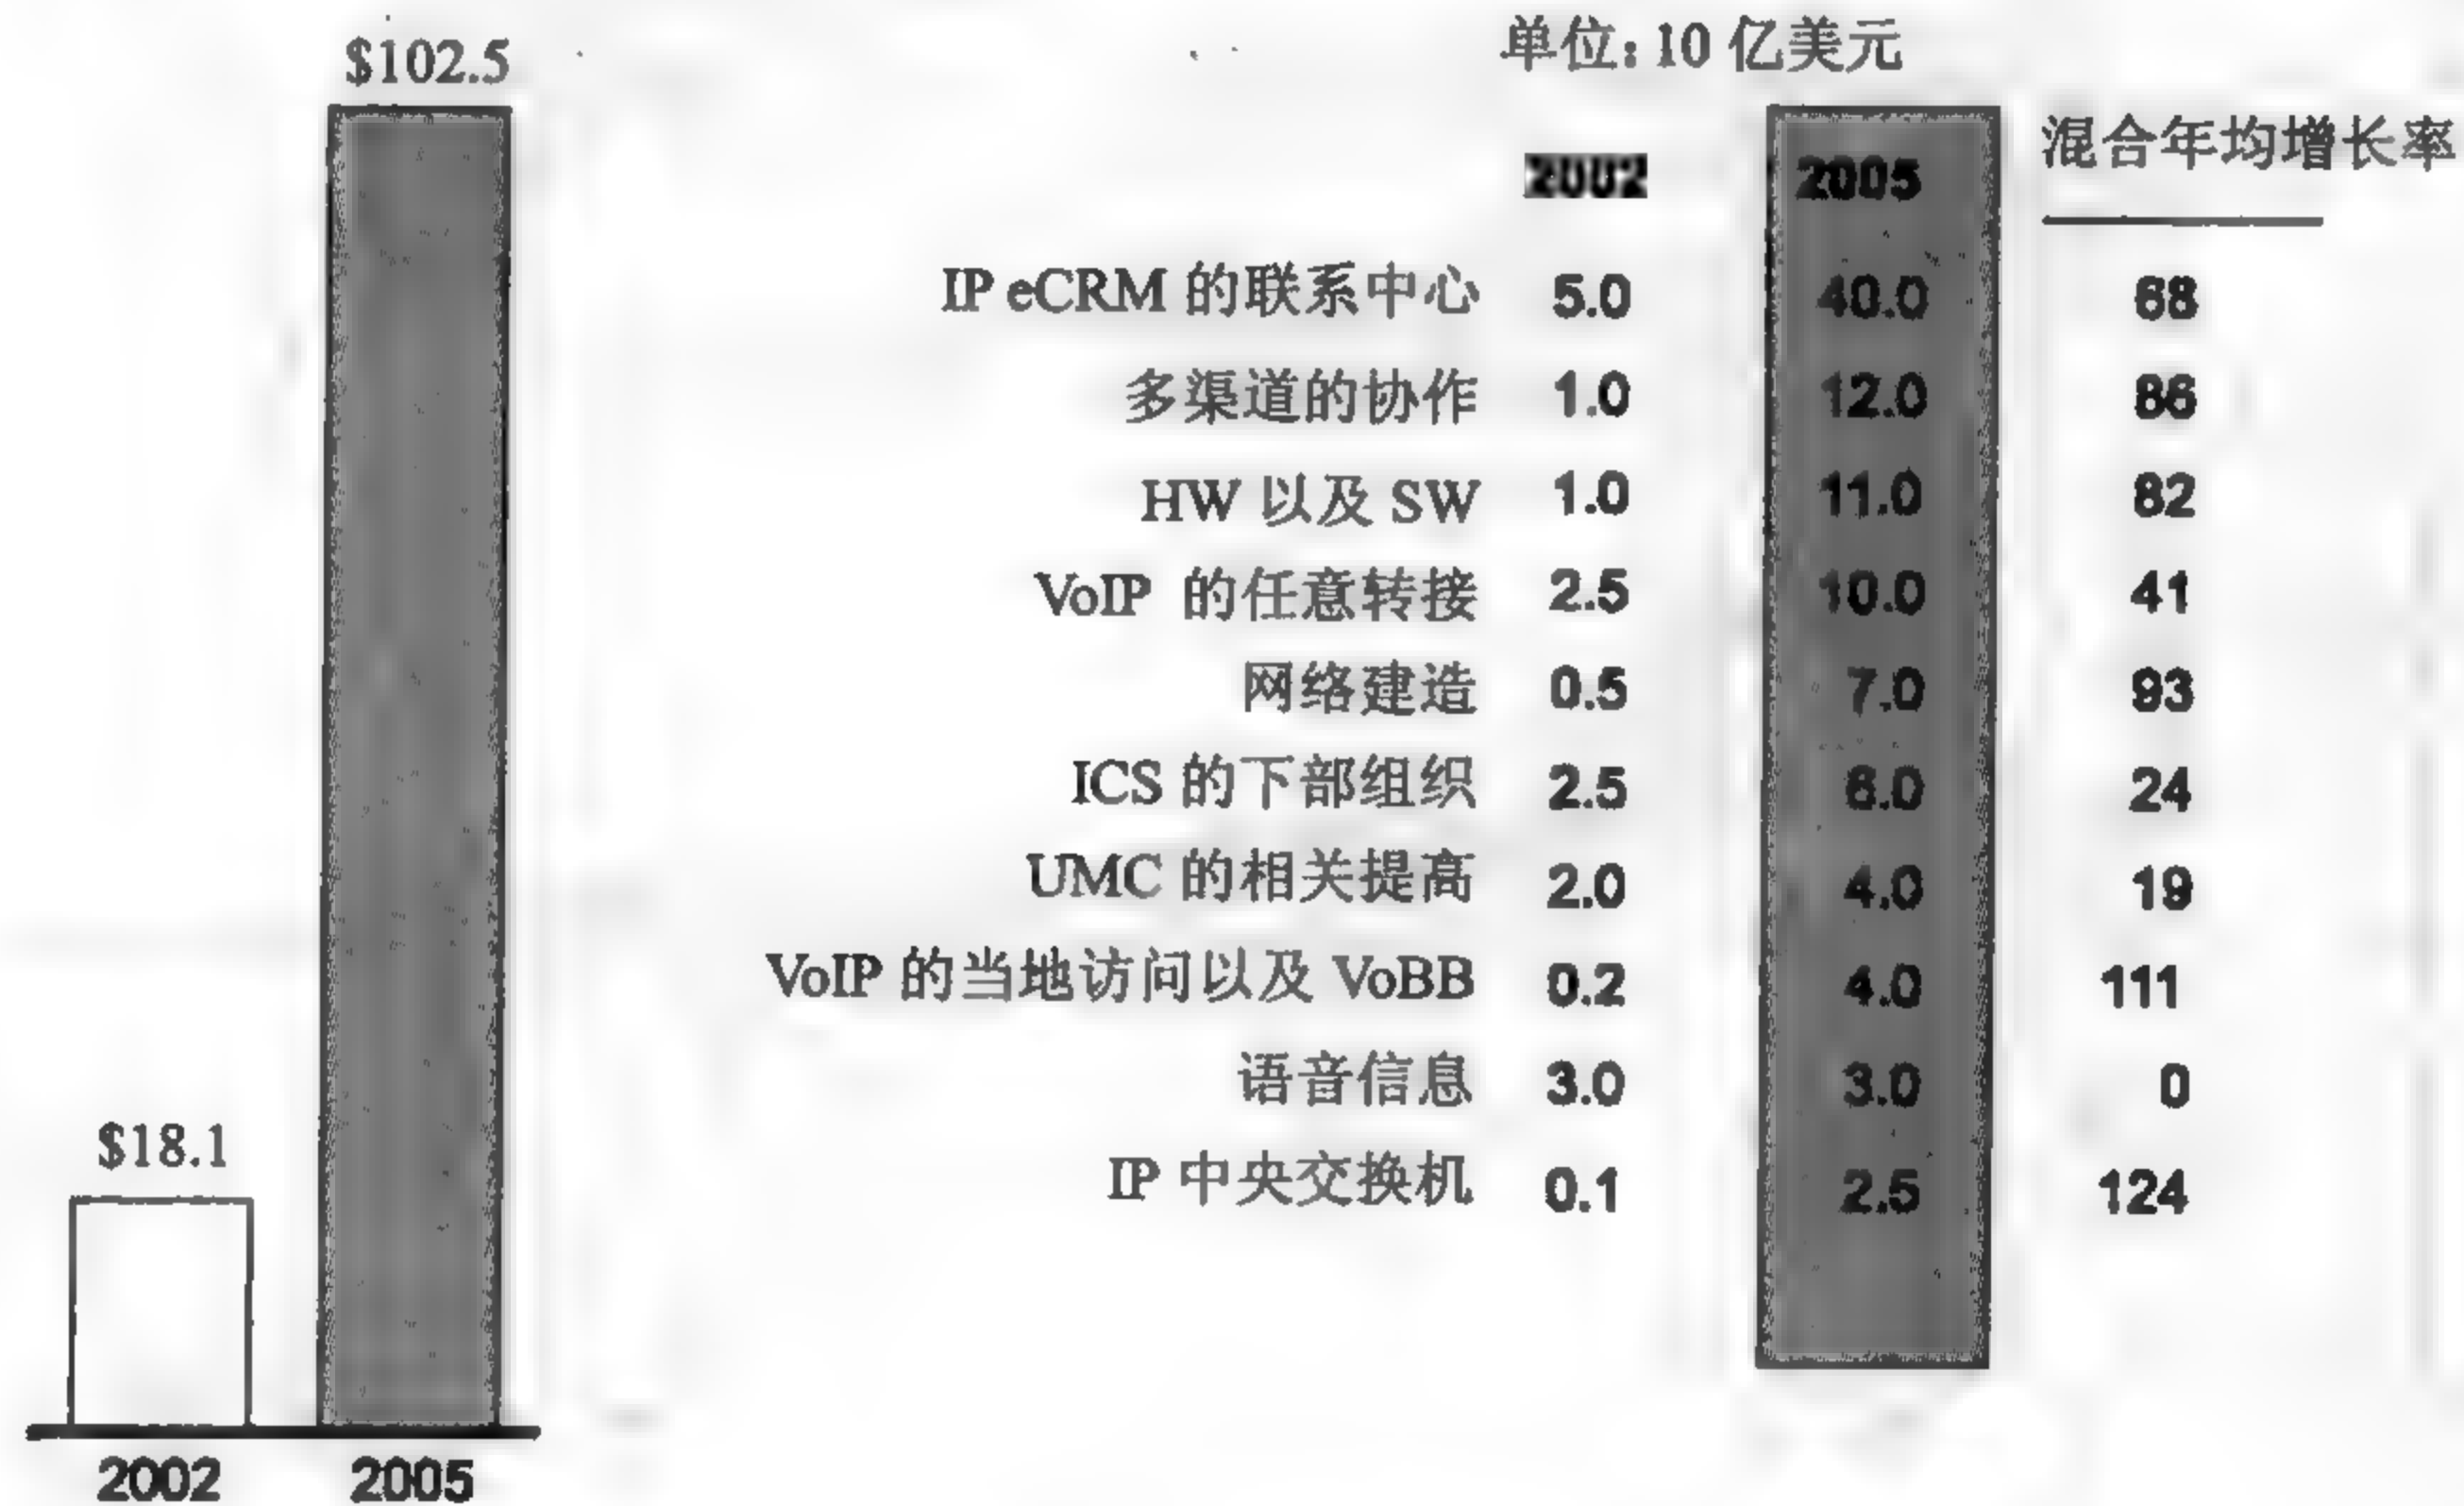 $102.5
单位：10 亿美元
2002 2005 混合年均增长率
IP eCRM 的联系中心 5.0 40.0 68
多渠道的协作 1.0 12.0 86
HW 以及 SW 1.0 11.0 82
VoIP 的任意转接 2.5 10.0 41
网络建造 0.5 7.0 93
ICS 的下部组织 2.5 6.0 24
UMC 的相关提高 2.0 4.0 19
VoIP 的当地访问以及 VoBB 0.2 4.0 111
语音信息 3.0 3.0 0
$18.1
IP 中央交换机 0.1 2.5 124
2002 2005